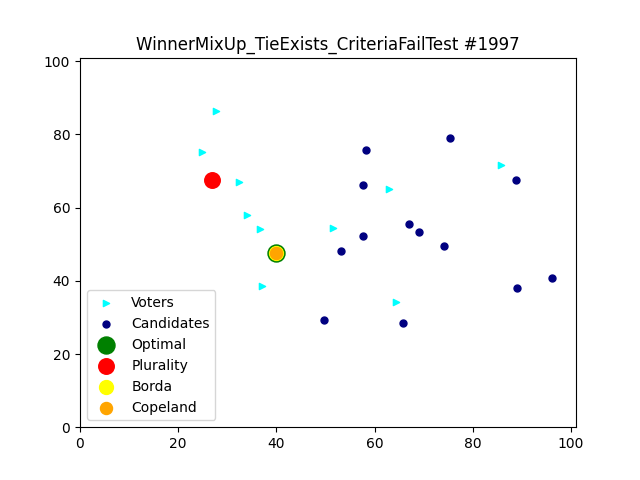 WinnerMixUp_TieExists_CriteriaFailTest #1997
100
80
60
40
20
0
Voters
Candidates
Optimal
Plurality
Borda
Copeland
0 20 40 60 80 100